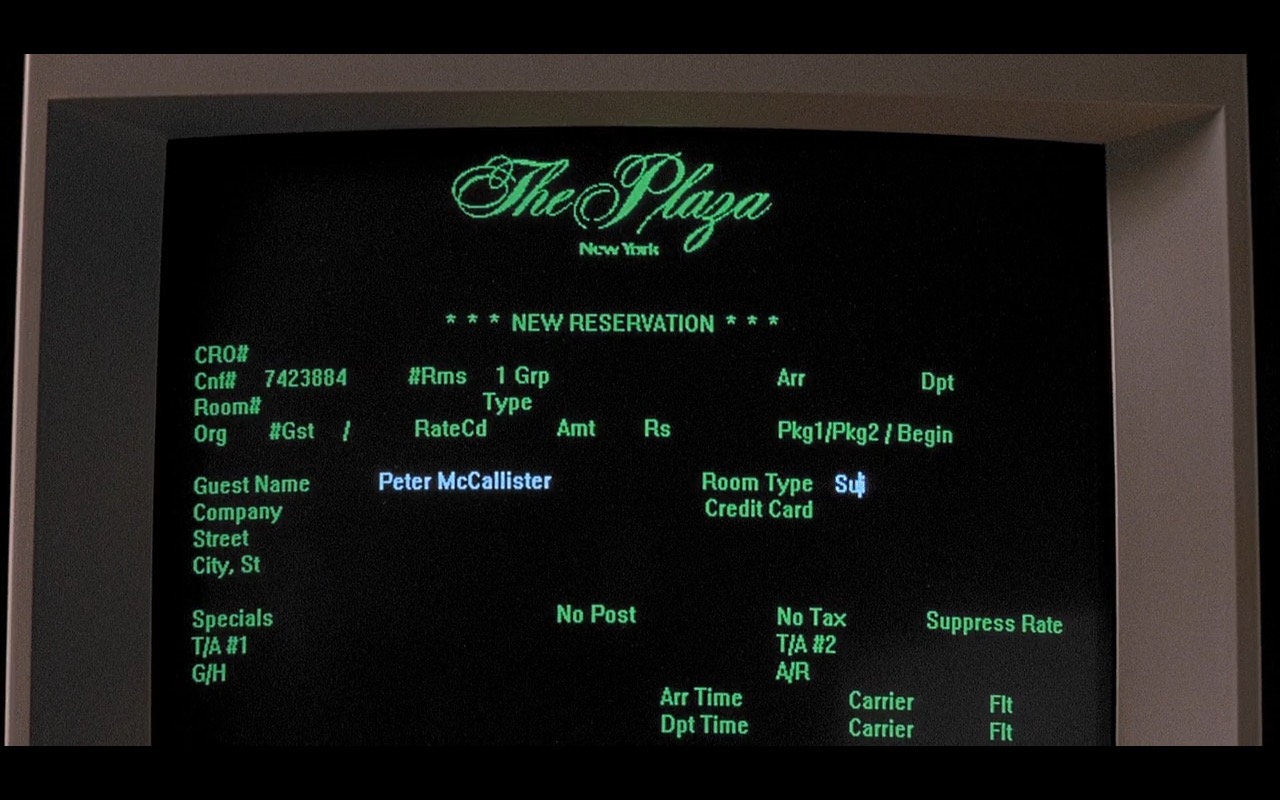 The Plaza
New York
* * * NEW RESERVATION * * *
CRO#
Cnf# 7423884 #Rms 1 Grp Arr Dpt
Room# Type
Org #Gst / RateCd Amt Rs Pkg1/Pkg2 / Begin
Guest Name Peter McCallister Room Type Sui
Company Credit Card
Street
City, St
Specials No Post No Tax Suppress Rate
T/A #1 T/A #2
G/H A/R
Arr Time Carrier Flt
Dpt Time Carrier Flt